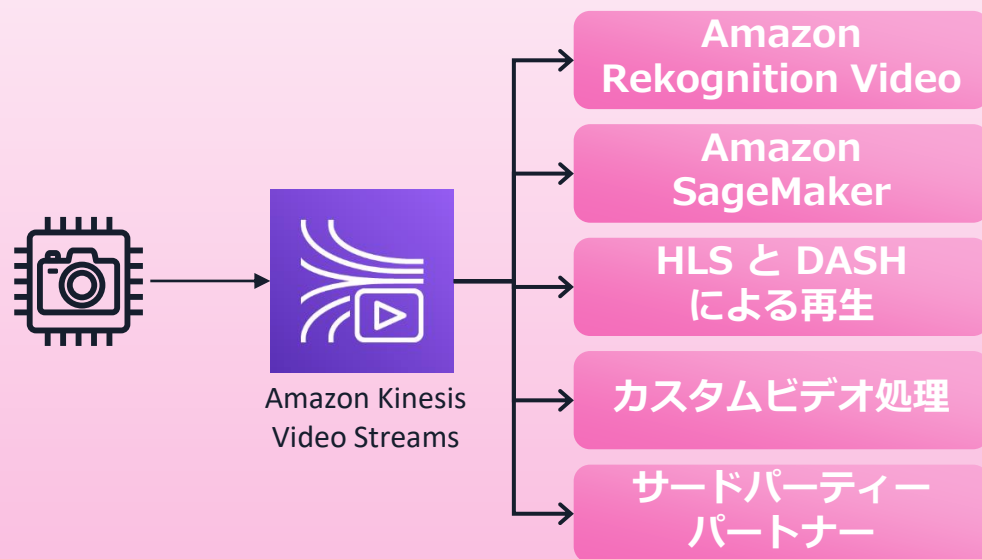 Amazon
Rekognition Video
Amazon
SageMaker
HLS と DASH
による再生
カスタムビデオ処理
サードパーティー
パートナー
Amazon Kinesis
Video Streams